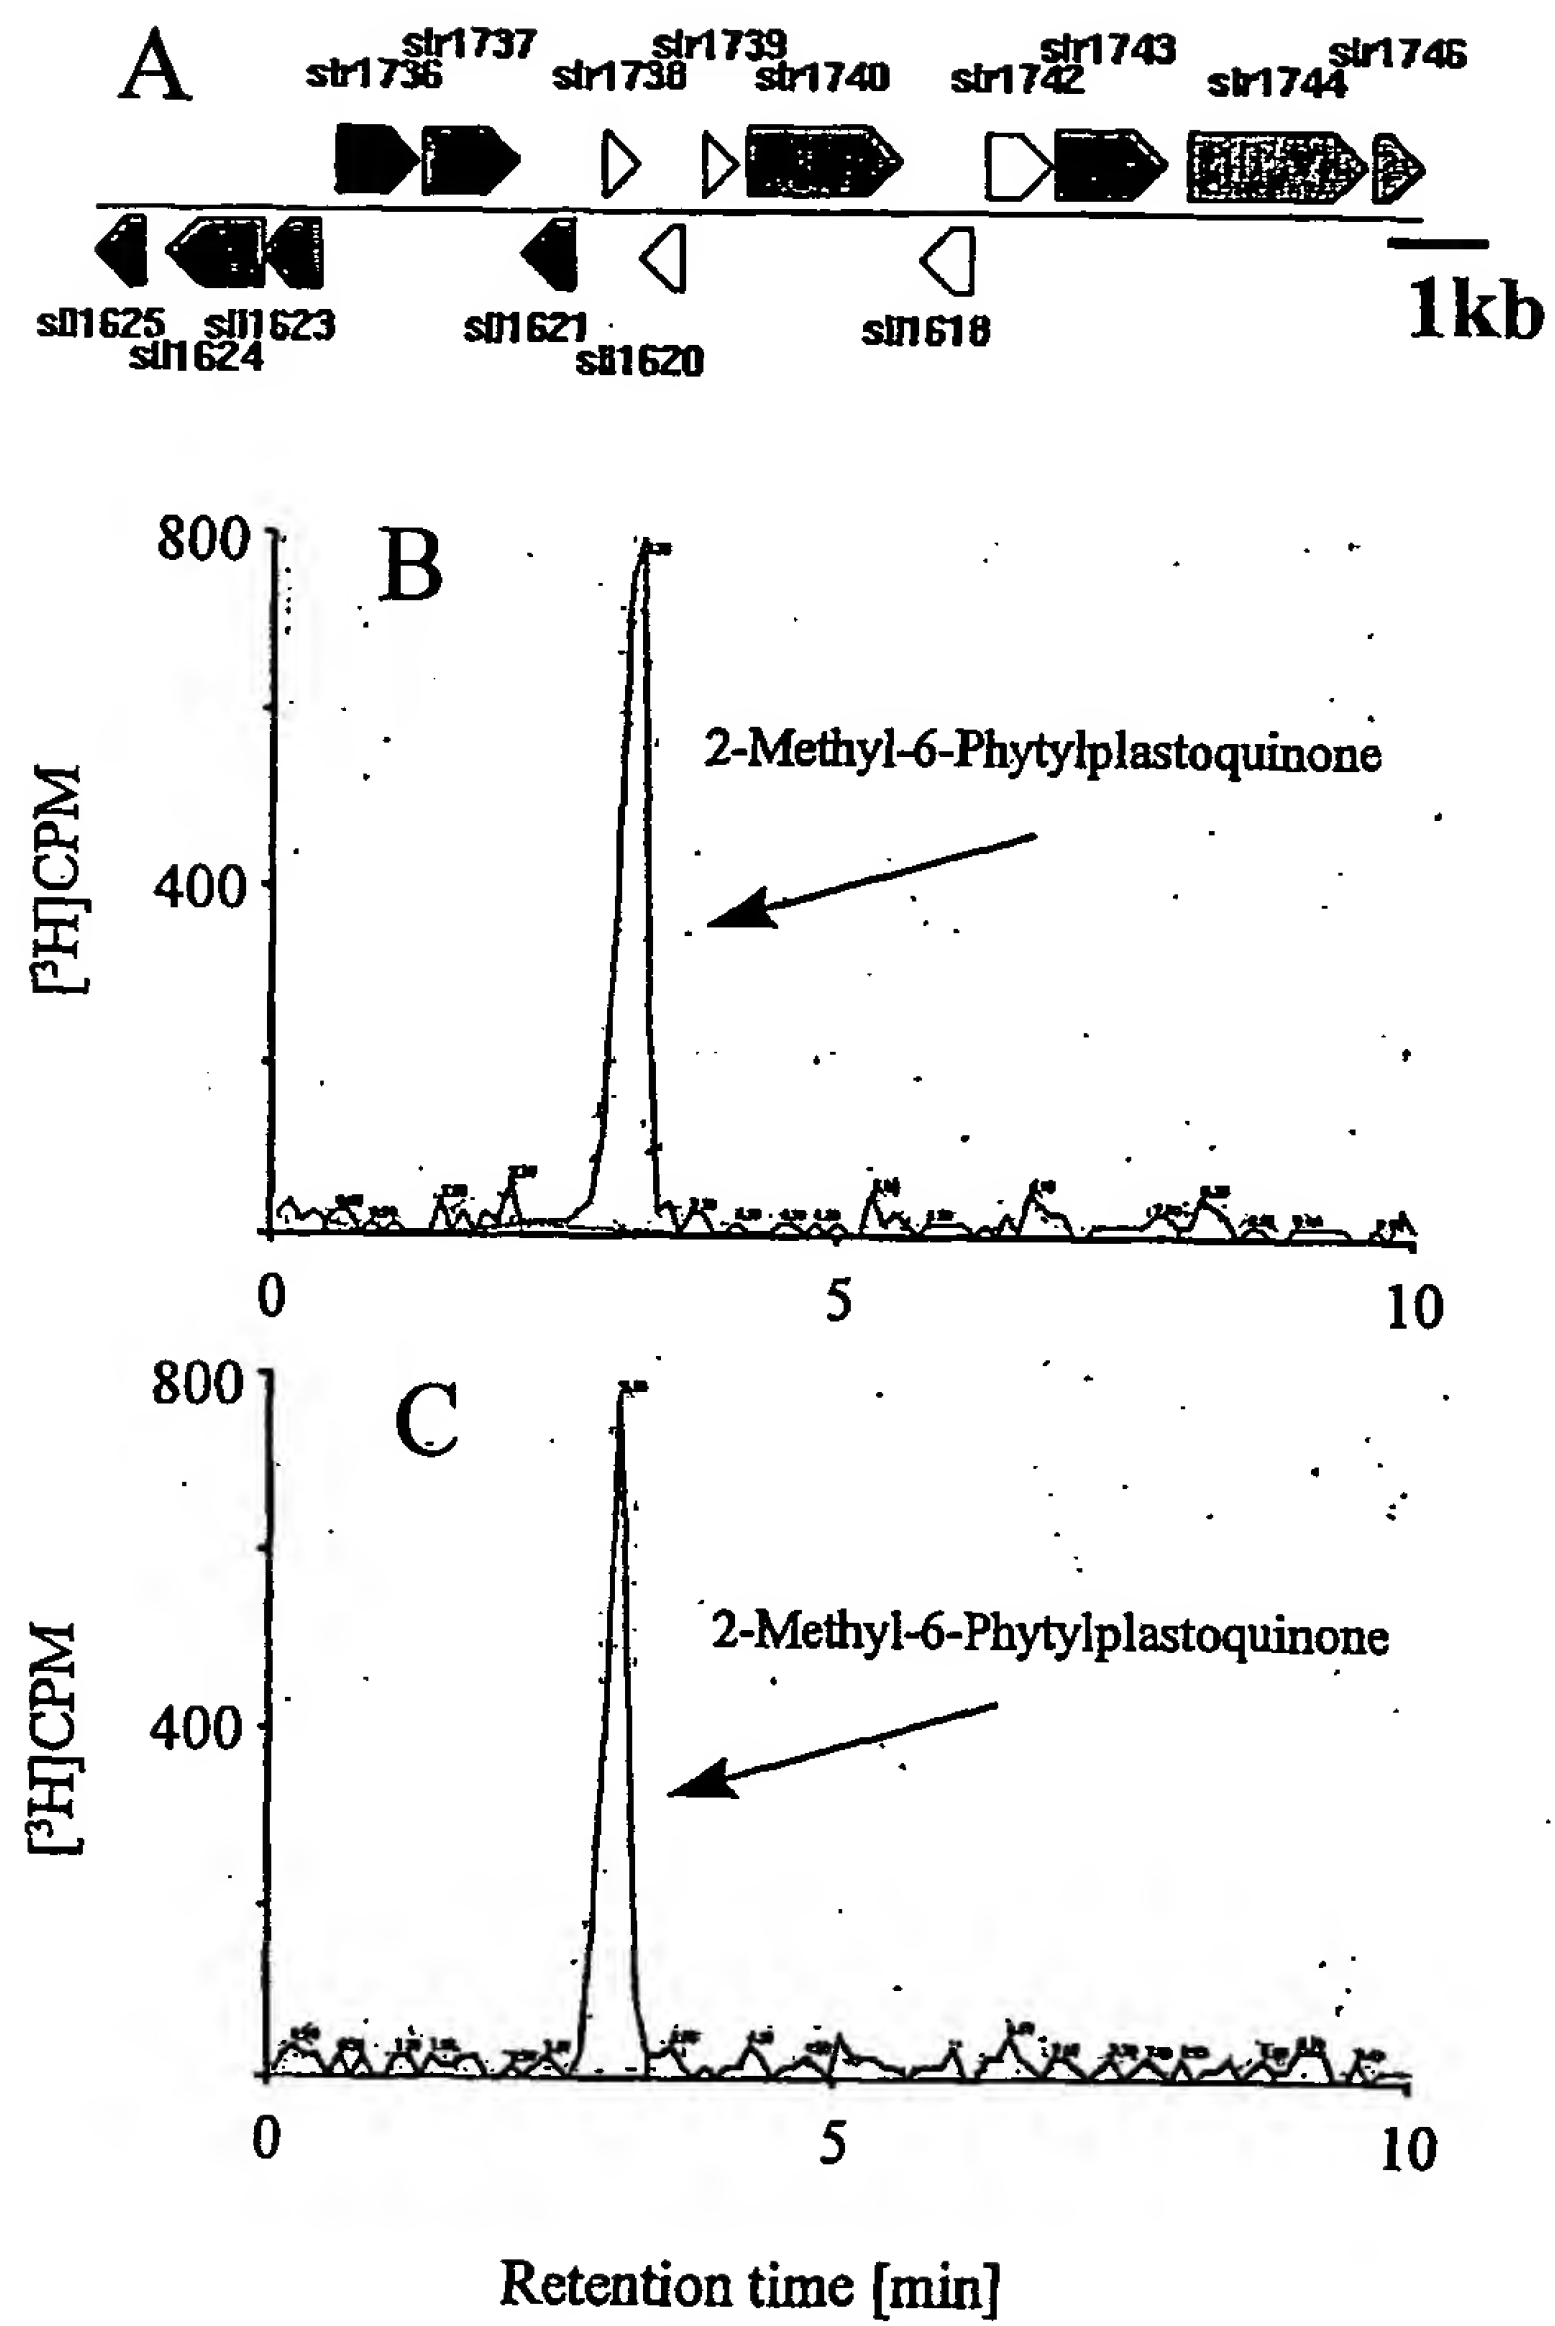 A
slr1737
slr1739
slr1743
slr1746
slr1736
slr1738
slr1740
slr1742
slr1744
1kb
sll1625
sll1623
sll1621
sll1618
sll1624
sll1620
800
B
2-Methyl-6-Phytylplastoquinone
[³H]CPM
400
0
5
10
800
C
2-Methyl-6-Phytylplastoquinone
[³H]CPM
400
0
5
10
Retention time [min]